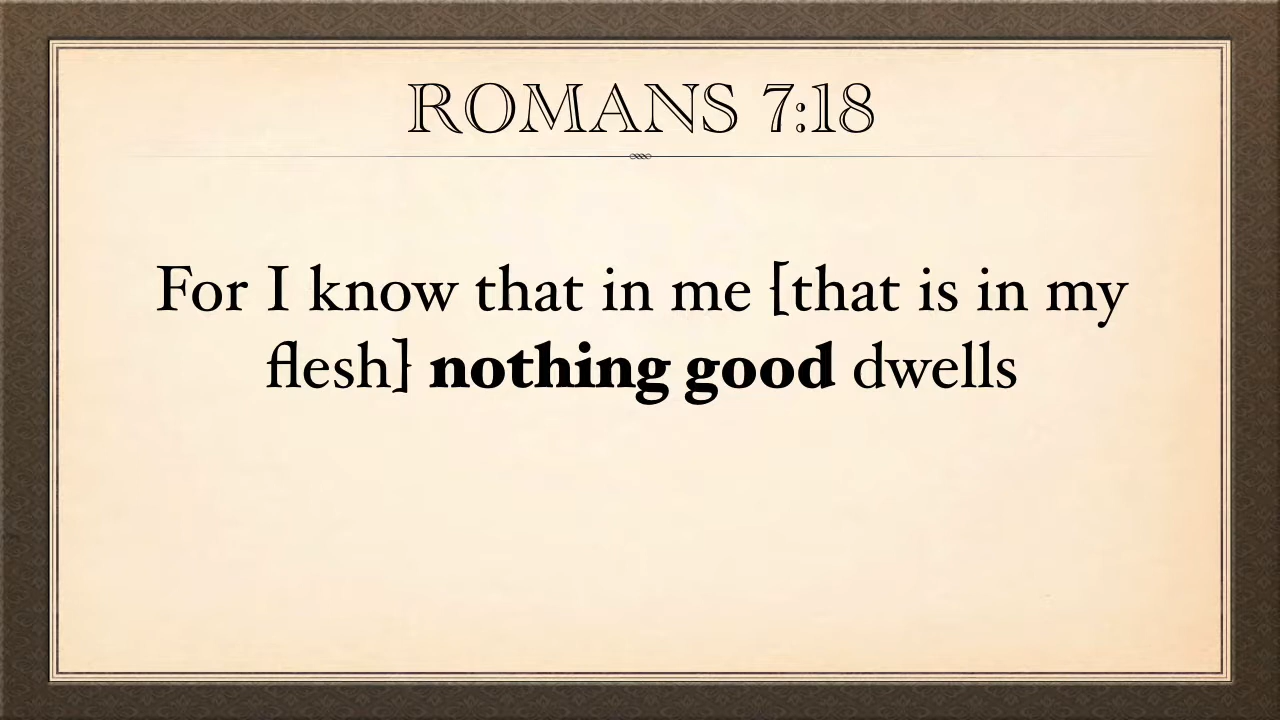 ROMANS 7:18
For I know that in me [that is in my
flesh] nothing good dwells